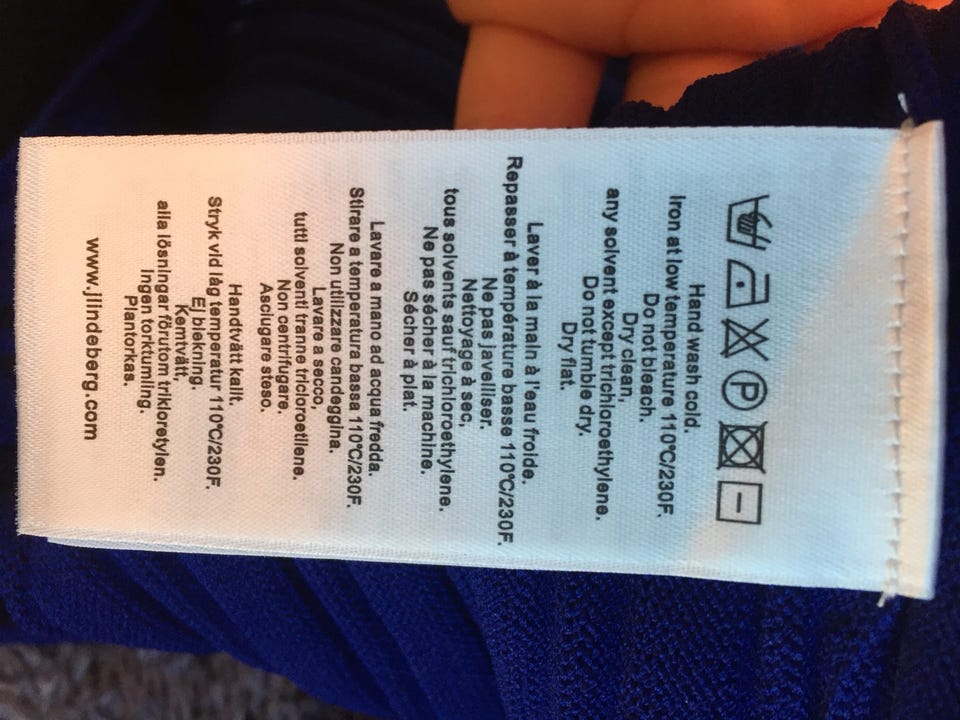 Hand wash cold.
Iron at low temperature 110°C/230F.
Do not bleach.
Dry clean,
any solvent except trichloroethylene.
Do not tumble dry.
Dry flat.
Laver à la main à l'eau froide.
Repasser à température basse 110°C/230F.
Ne pas javelliser.
Nettoyage à sec,
tous solvents sauf trichloroethylene.
Ne pas sécher à la machine.
Sécher à plat.
Lavare a mano ad acqua fredda.
Stirare a temperatura bassa 110°C/230F.
Non utilizzare candeggina.
Lavare a secco,
tutti solventi tranne tricloroetilene.
Non centrifugare.
Asciugare steso.
Handtvätt kallt.
Stryk vid låg temperatur 110°C/230F.
Ej blekning.
Kemtvätt,
alla lösningar förutom trikloretylen.
Ingen torktumling.
Plantorkas.
www.jlindeberg.com